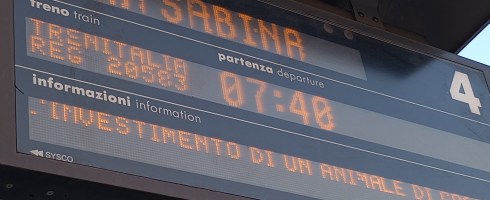 treno train
SABINA
TRENITALIA
REG 20583
partenza departure
07:40
4
informazioni information
L'INVESTIMENTO DI UN ANIMALE DI
SYSCO